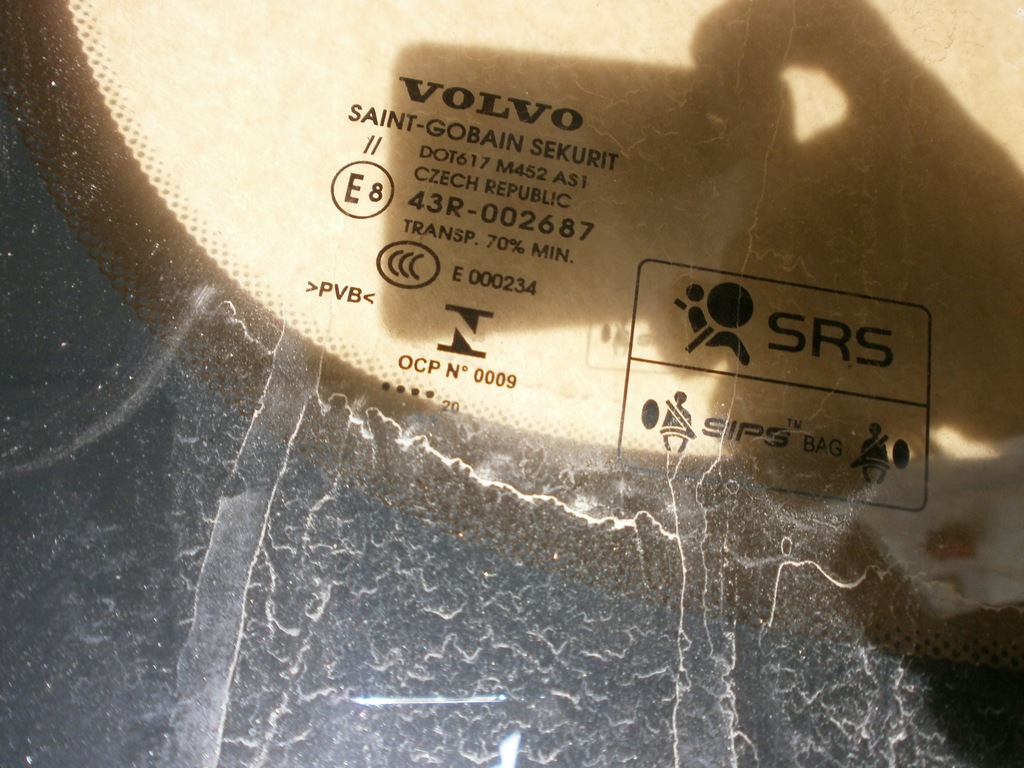 VOLVO
SAINT-GOBAIN SEKURIT
//
DOT617 M452 AS1
CZECH REPUBLIC
E8
43R-002687
TRANSP. 70% MIN.
CCC E 000234
>PVB<
OCP N° 0009
•••• 20
SRS
SIPS™ BAG